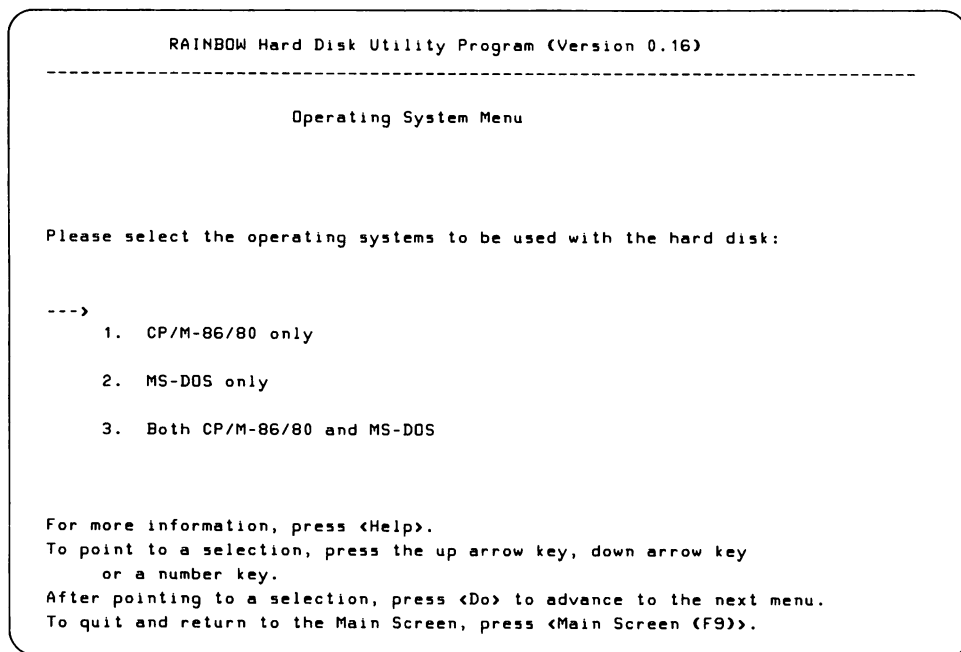 RAINBOW Hard Disk Utility Program (Version 0.16)
--------------------------------------------------------------------------------
Operating System Menu
Please select the operating systems to be used with the hard disk:
--->
1. CP/M-86/80 only
2. MS-DOS only
3. Both CP/M-86/80 and MS-DOS
For more information, press <Help>.
To point to a selection, press the up arrow key, down arrow key
or a number key.
After pointing to a selection, press <Do> to advance to the next menu.
To quit and return to the Main Screen, press <Main Screen (F9)>.